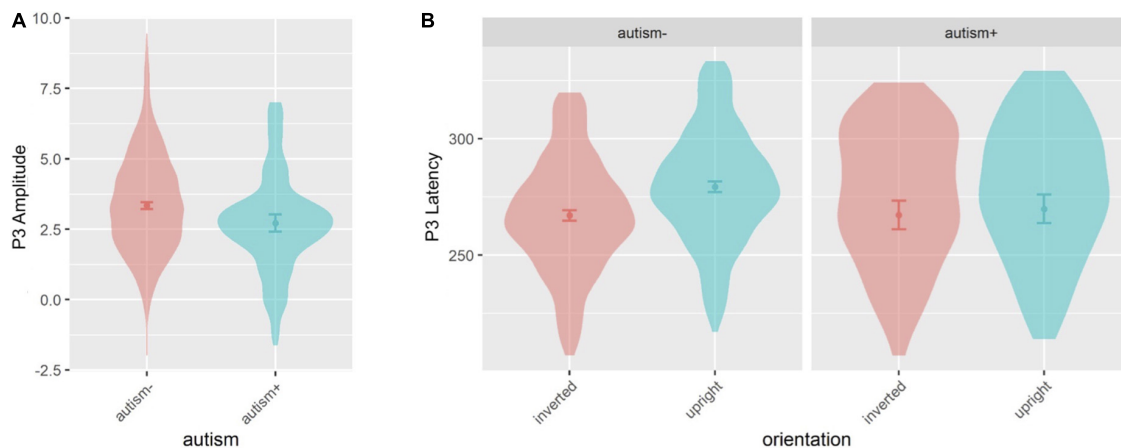 A
P3 Amplitude
10.0
7.5
5.0
2.5
0.0
-2.5
autism-
autism+
autism
B
P3 Latency
300
250
autism-
autism+
inverted
upright
inverted
upright
orientation